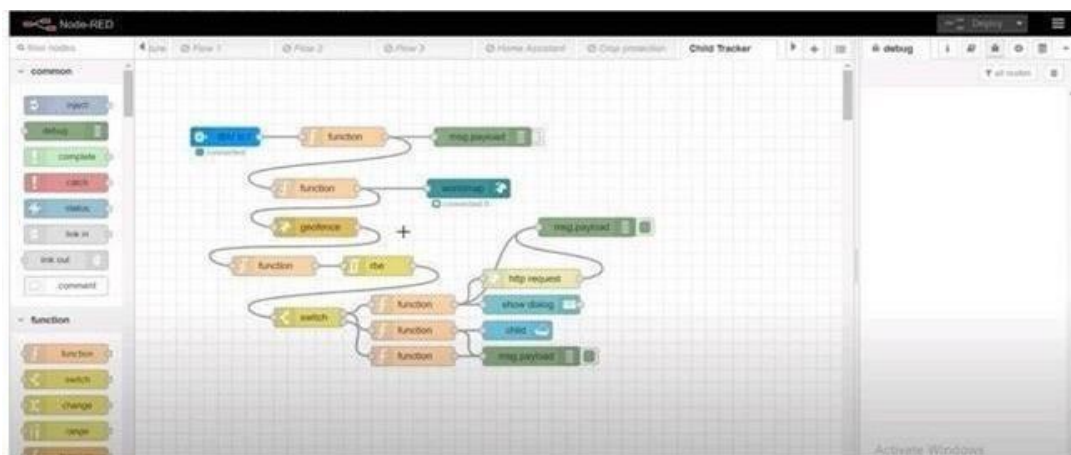 Node-RED
Deploy
filter nodes
Flow 1
Flow 2
Flow 3
Home Assistant
Crop protection
Child Tracker
debug
all nodes
common
inject
debug
complete
catch
status
link in
link out
comment
function
function
switch
change
range
function
msg.payload
connected
function
worldmap
geofence
msg.payload
function
rbe
http request
switch
function
show dialog
function
child
function
msg.payload
Activate Windows